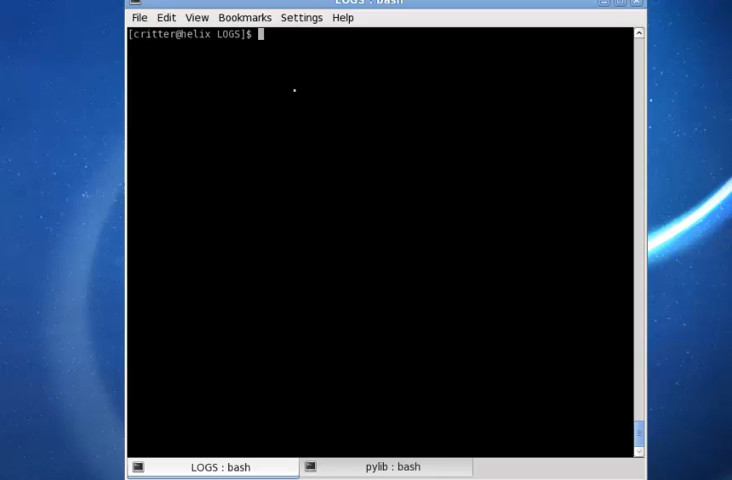 LOGS : bash
File Edit View Bookmarks Settings Help
[critter@helix LOGS]$
LOGS : bash pylib : bash